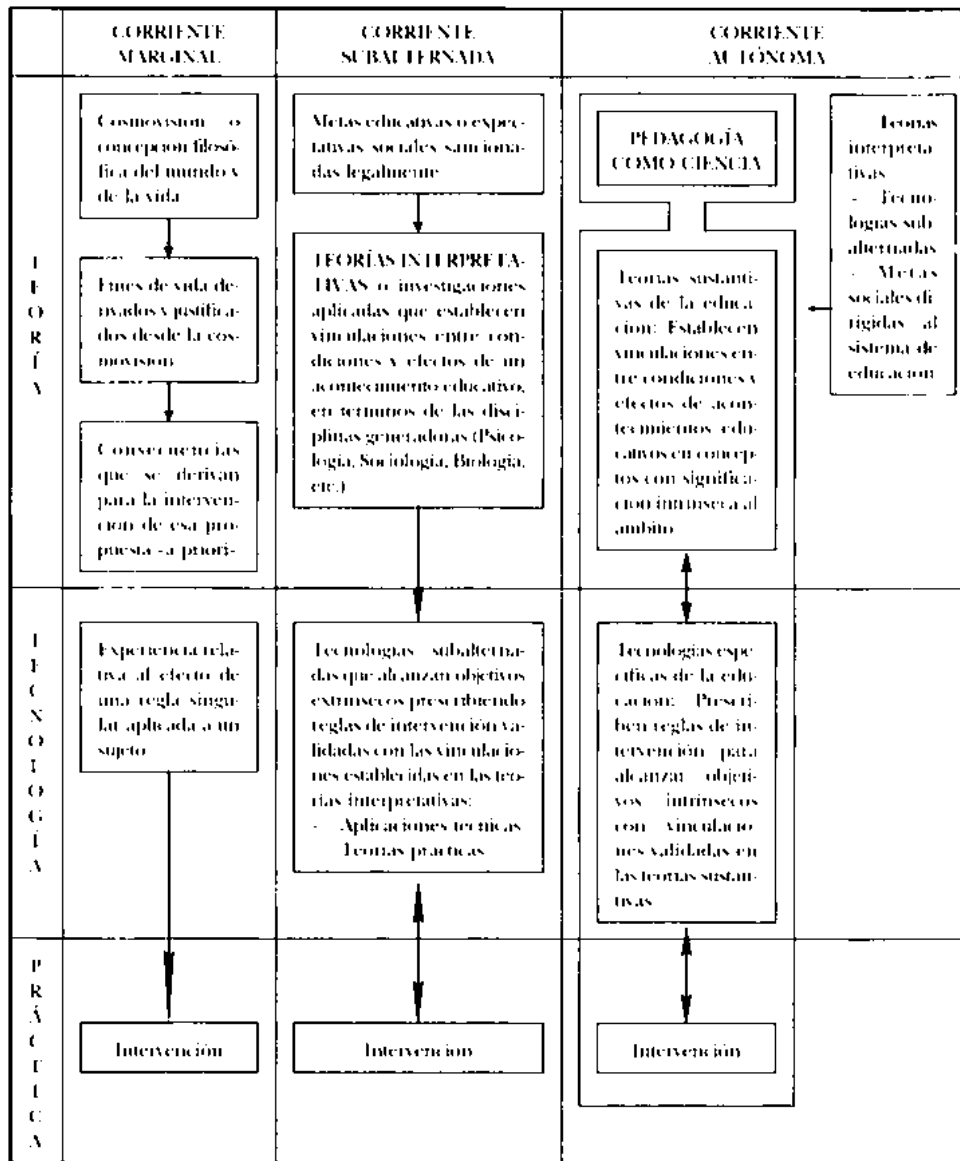 CORRIENTE
MARGINAL
CORRIENTE
SUBALTERNADA
CORRIENTE
AUTÓNOMA
TEORÍA
Cosmovisión o
concepción filosó-
fica del mundo y
de la vida
Fines de vida de-
rivados y justifi-
cados desde la cos-
movisión
Consecuencias
que se derivan
para la interven-
ción de esa pro-
puesta -a priori-
Metas educativas o expec-
tativas sociales sanciona-
das legalmente
TEORÍAS INTERPRETA-
TIVAS o investigaciones
aplicadas que establecen
vinculaciones entre con-
diciones y efectos de un
acontecimiento educativo,
en términos de las disci-
plinas generadoras (Psico-
logía, Sociología, Biología,
etc.)
PEDAGOGÍA
COMO CIENCIA
Teorías sustanti-
vas de la educa-
ción: Establecen
vinculaciones en-
tre condiciones y
efectos de acon-
tecimientos edu-
cativos en concep-
tos con significa-
ción intrínseca al
ámbito
- Teorías
interpreta-
tivas
- Tecno-
logías sub-
alternadas
- Metas
sociales di-
rigidas al
sistema de
educación
TECNOLOGÍA
Experiencia rela-
tiva al efecto de
una regla singu-
lar aplicada a un
sujeto
Tecnologías subalterna-
das que alcanzan objetivos
extrínsecos prescribiendo
reglas de intervención va-
lidadas con las vinculacio-
nes establecidas en las teo-
rías interpretativas:
- Aplicaciones técnicas
- Teorías prácticas
Tecnologías espe-
cíficas de la edu-
cación: Prescri-
ben reglas de in-
tervención para
alcanzar objeti-
vos intrínsecos
con vinculacio-
nes validadas en
las teorías sustan-
tivas
PRÁCTICA
Intervención
Intervención
Intervención